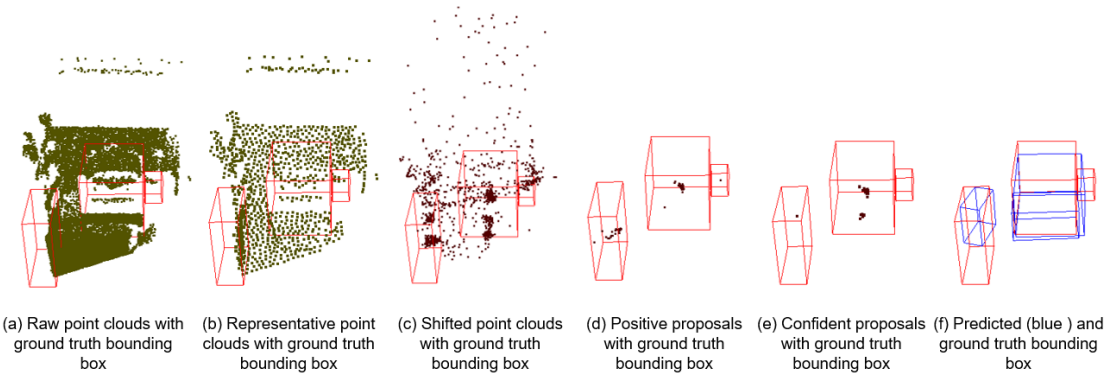 (a) Raw point clouds with
ground truth bounding
box
(b) Representative point
clouds with ground truth
bounding box
(c) Shifted point clouds
with ground truth
bounding box
(d) Positive proposals
with ground truth
bounding box
(e) Confident proposals
with ground truth
bounding box
(f) Predicted (blue ) and
ground truth bounding
box